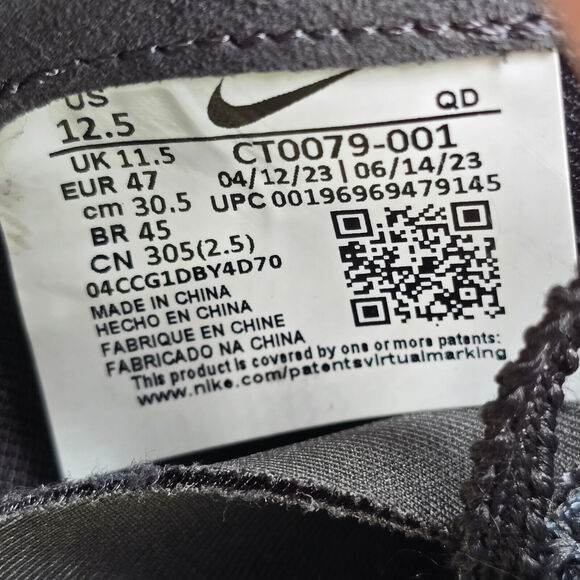 US
12.5
QD
UK 11.5
CT0079-001
EUR 47
04/12/23 | 06/14/23
cm 30.5
UPC 00196969479145
BR 45
CN 305(2.5)
04CCG1DBY4D70
MADE IN CHINA
HECHO EN CHINA
FABRIQUE EN CHINE
FABRICADO NA CHINA
This product is covered by one or more patents:
www.nike.com/patentsvirtualmarking